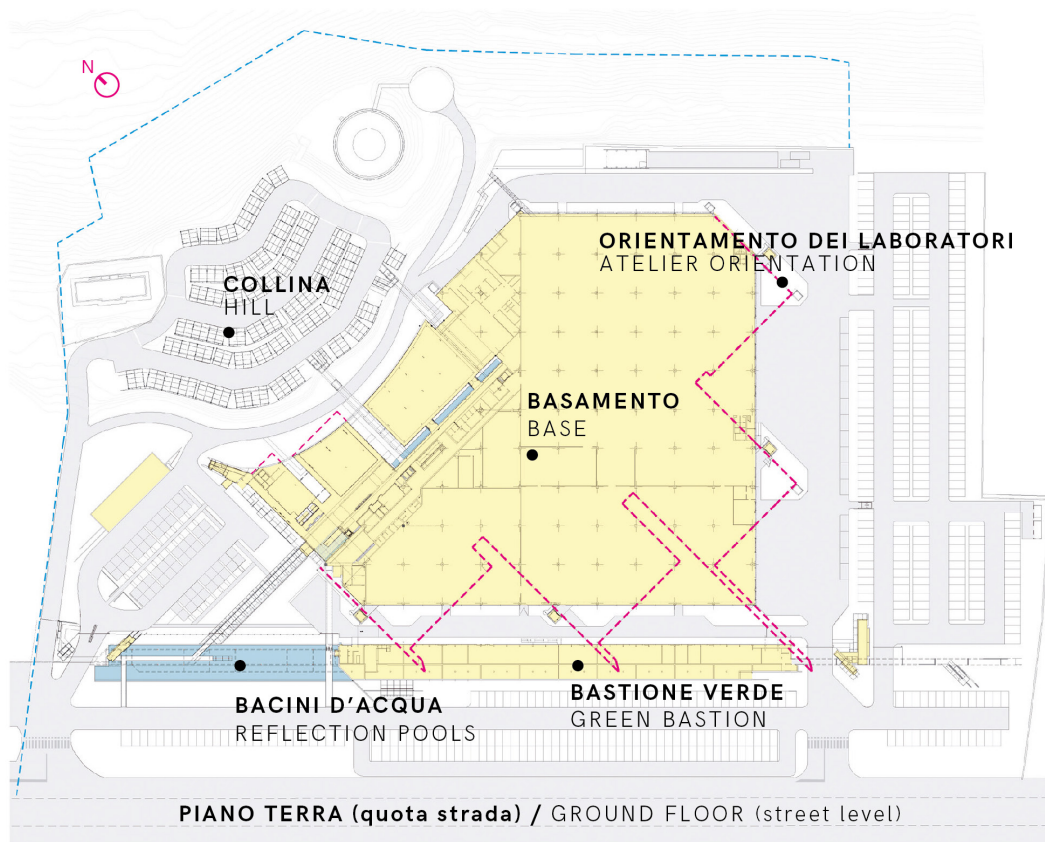 N
ORIENTAMENTO DEI LABORATORI
ATELIER ORIENTATION
COLLINA
HILL
BASAMENTO
BASE
BACINI D'ACQUA
REFLECTION POOLS
BASTIONE VERDE
GREEN BASTION
PIANO TERRA (quota strada) / GROUND FLOOR (street level)